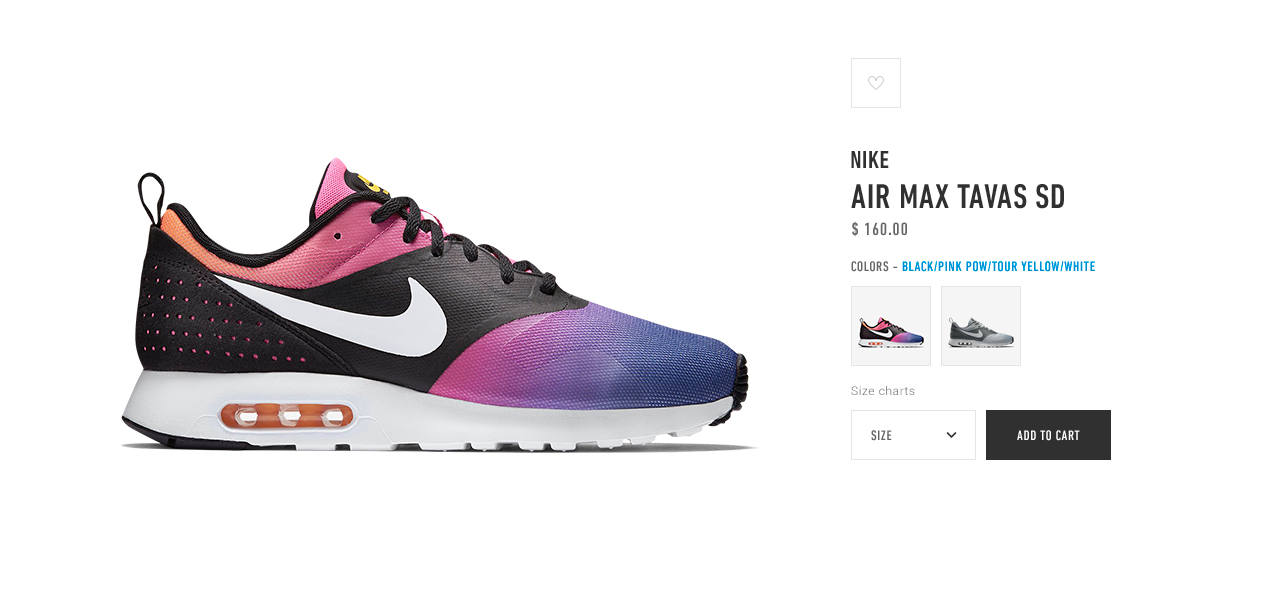 NIKE
AIR MAX TAVAS SD
$ 160.00
COLORS - BLACK/PINK POW/TOUR YELLOW/WHITE
Size charts
SIZE
ADD TO CART